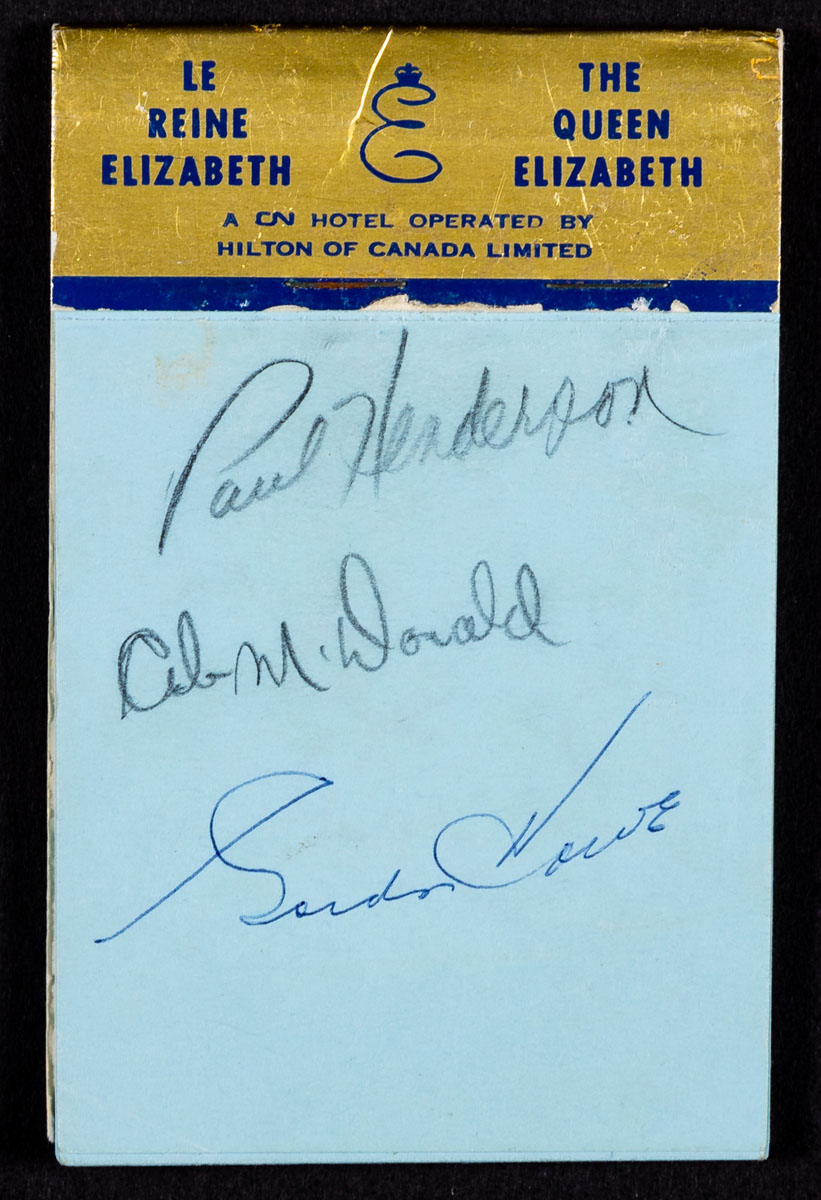 LE REINE ELIZABETH
E
THE QUEEN ELIZABETH
A CN HOTEL OPERATED BY
HILTON OF CANADA LIMITED
Paul Henderson
Ab McDonald
Gordon Howe